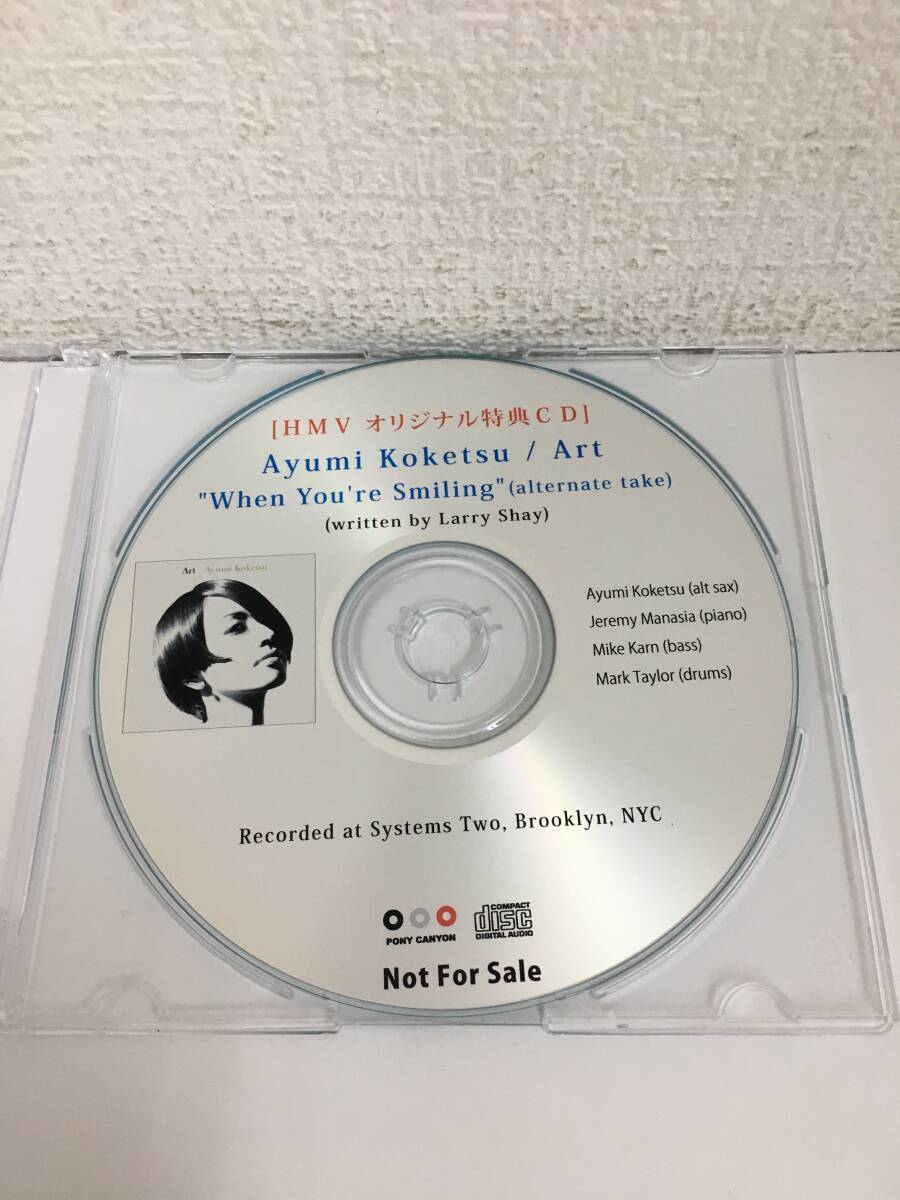 [HMV オリジナル特典CD]
Ayumi Koketsu / Art
"When You're Smiling" (alternate take)
(written by Larry Shay)
Art Ayumi Koketsu
Ayumi Koketsu (alt sax)
Jeremy Manasia (piano)
Mike Karn (bass)
Mark Taylor (drums)
Recorded at Systems Two, Brooklyn, NYC
PONY CANYON
COMPACT
disc
DIGITAL AUDIO
Not For Sale